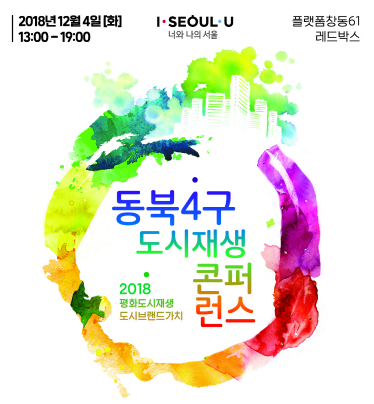 2018년 12월 4일 [화]
13:00 – 19:00
I·SEOUL·U
너와 나의 서울
플랫폼창동61
레드박스
동북4구
도시재생
콘퍼
런스
2018
평화도시재생
도시브랜드가치